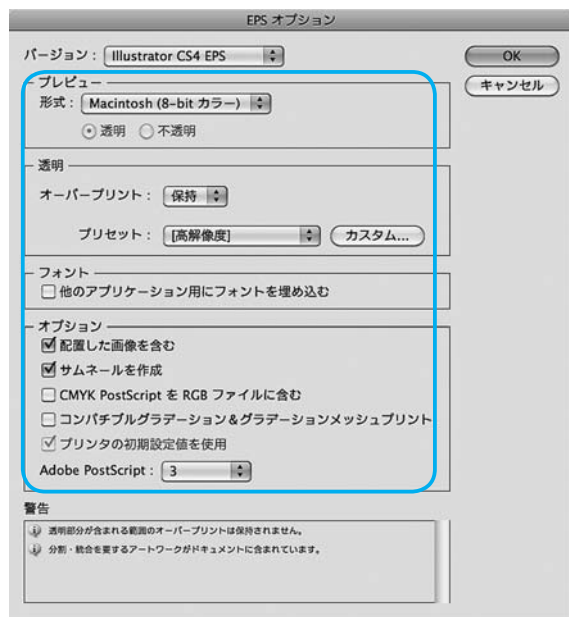 EPS オプション
バージョン： Illustrator CS4 EPS
OK
キャンセル
プレビュー
形式： Macintosh (8-bit カラー)
透明 不透明
透明
オーバープリント： 保持
プリセット： [高解像度] カスタム...
フォント
他のアプリケーション用にフォントを埋め込む
オプション
配置した画像を含む
サムネールを作成
CMYK PostScript を RGB ファイルに含む
コンパチブルグラデーション＆グラデーションメッシュプリント
プリンタの初期設定値を使用
Adobe PostScript： 3
警告
透明部分が含まれる範囲のオーバープリントは保持されません。
分割・統合を要するアートワークがドキュメントに含まれています。